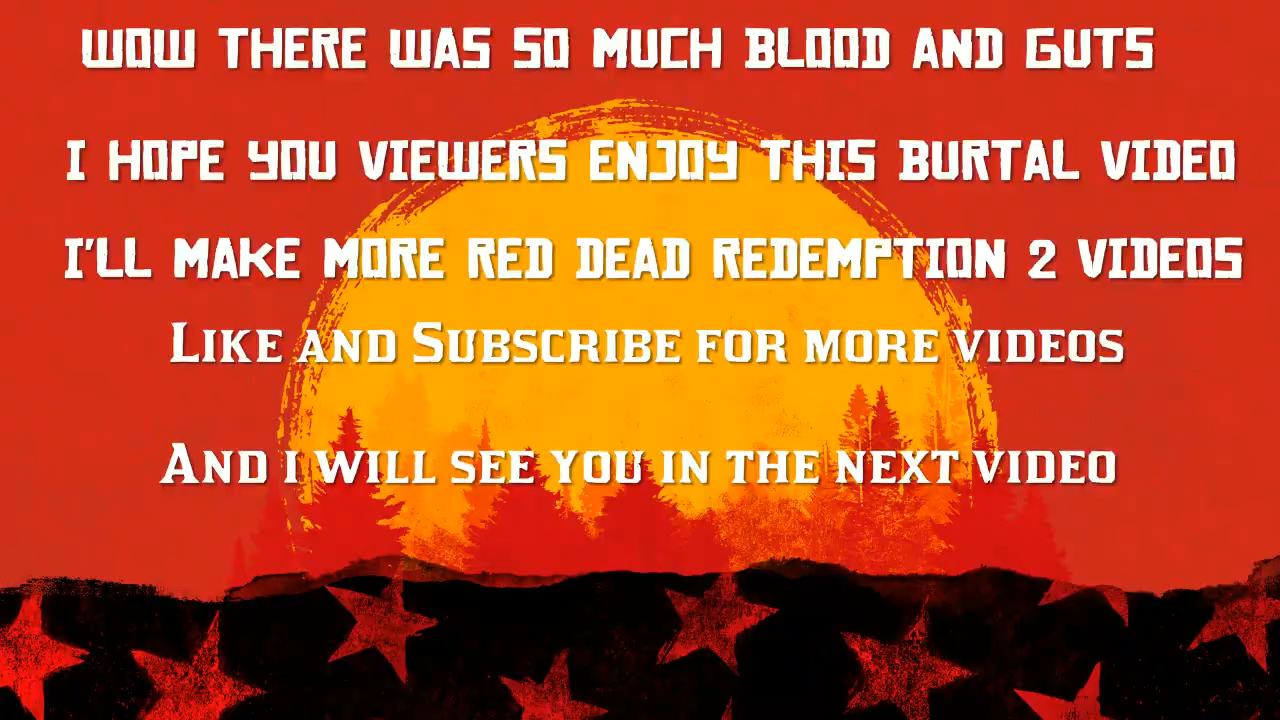 WOW THERE WAS SO MUCH BLOOD AND GUTS
I HOPE YOU VIEWERS ENJOY THIS BURTAL VIDEO
I'LL MAKE MORE RED DEAD REDEMPTION 2 VIDEOS
LIKE AND SUBSCRIBE FOR MORE VIDEOS
AND I WILL SEE YOU IN THE NEXT VIDEO